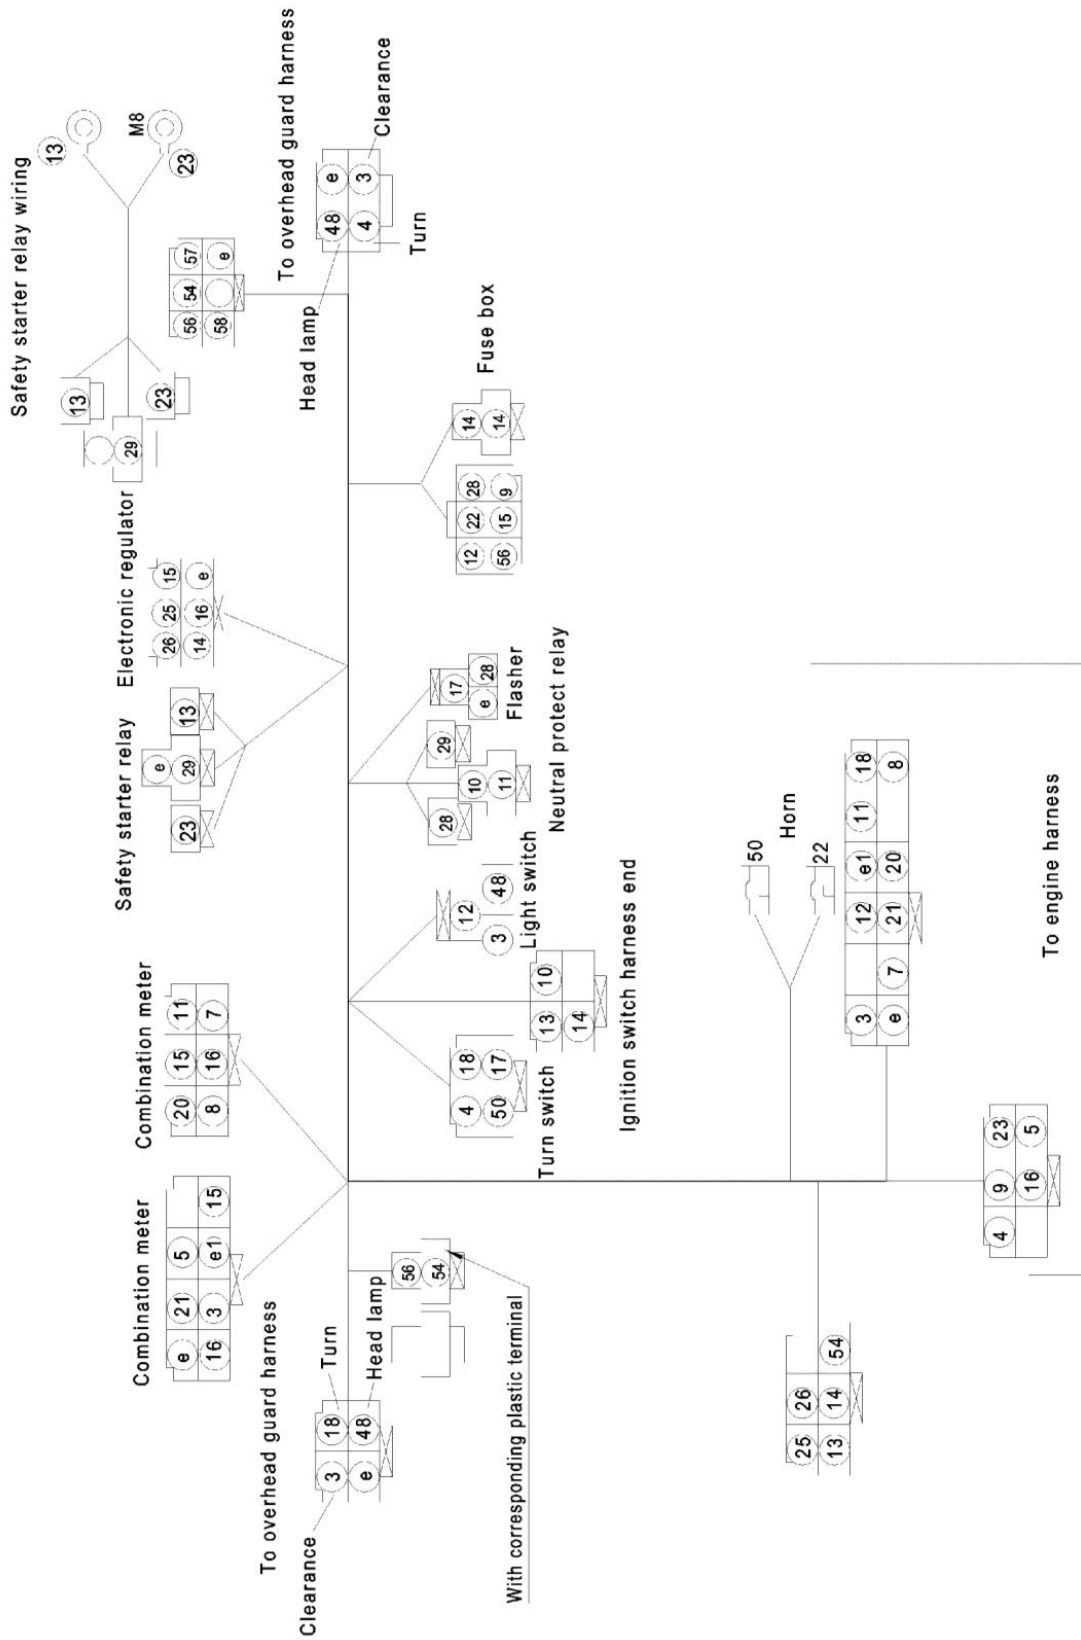 Safety starter relay wiring
13
29
23
13
M8
23
Combination meter
e 21 5
16 3 e1 15
Combination meter
20 15 11
8 16 7
Safety starter relay
e
23 29 13
Electronic regulator
26 25 15
14 16 e
56 54 57
58 e
To overhead guard harness
Clearance
Turn
Head lamp
3 18
e 48
To overhead guard harness
Head lamp
48 e
4 3
Clearance
Turn
56
54
With corresponding plastic terminal
4 18
50 17
Turn switch
13 10
14
Ignition switch harness end
12
3 48
Light switch
28 29
10
11
Neutral protect relay
17
e 28
Flasher
12 22 28
56 15 9
14
14
Fuse box
50
22
Horn
3 12 e1 11 18
e 7 21 20 8
25 26
13 14 54
4 9 23
16 5
To engine harness